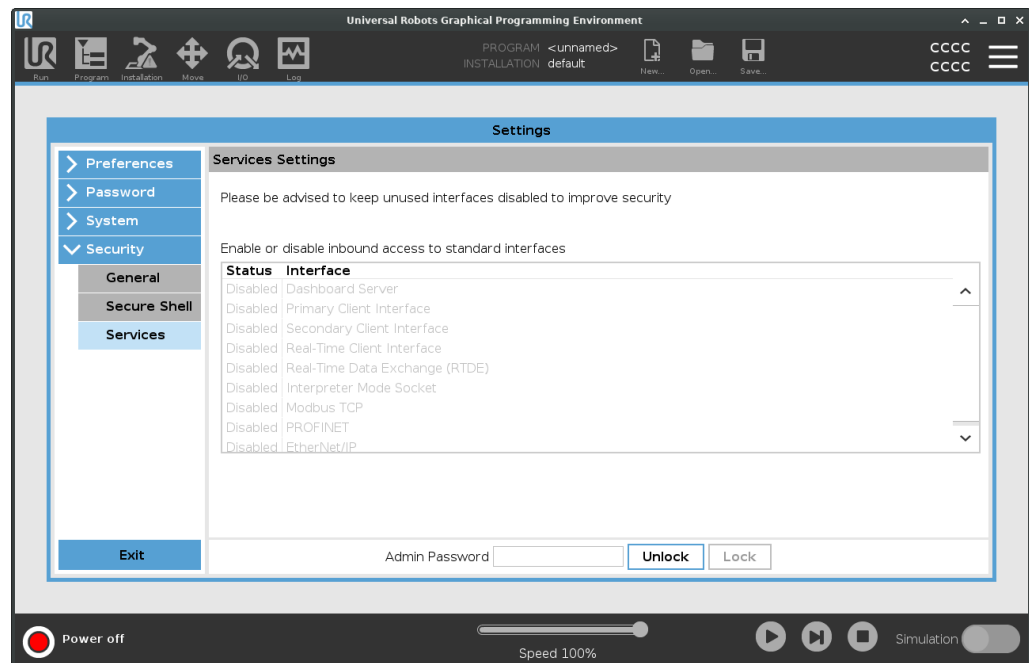 UR
Universal Robots Graphical Programming Environment
UR
Run
Program
Installation
Move
I/O
Log
PROGRAM <unnamed>
INSTALLATION default
New...
Open...
Save...
CCCC
CCCC
Settings
Preferences
Password
System
Security
General
Secure Shell
Services
Exit
Services Settings
Please be advised to keep unused interfaces disabled to improve security
Enable or disable inbound access to standard interfaces
Status Interface
Disabled Dashboard Server
Disabled Primary Client Interface
Disabled Secondary Client Interface
Disabled Real-Time Client Interface
Disabled Real-Time Data Exchange (RTDE)
Disabled Interpreter Mode Socket
Disabled Modbus TCP
Disabled PROFINET
Disabled EtherNet/IP
Admin Password Unlock Lock
Power off
Speed 100%
Simulation